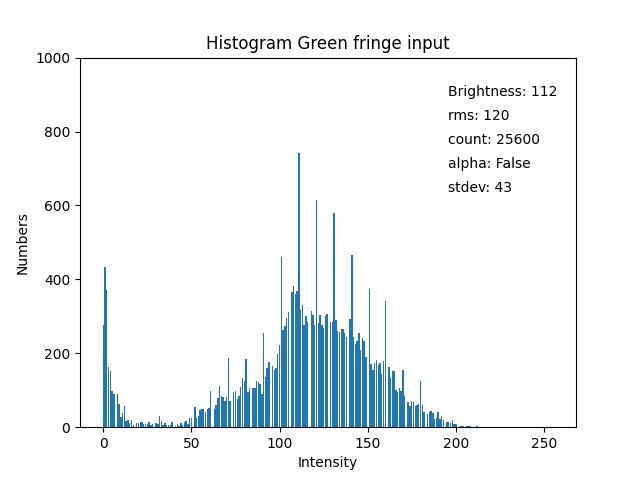 Histogram Green fringe input
1000
800
600
400
200
0
Numbers
Brightness: 112
rms: 120
count: 25600
alpha: False
stdev: 43
0 50 100 150 200 250
Intensity